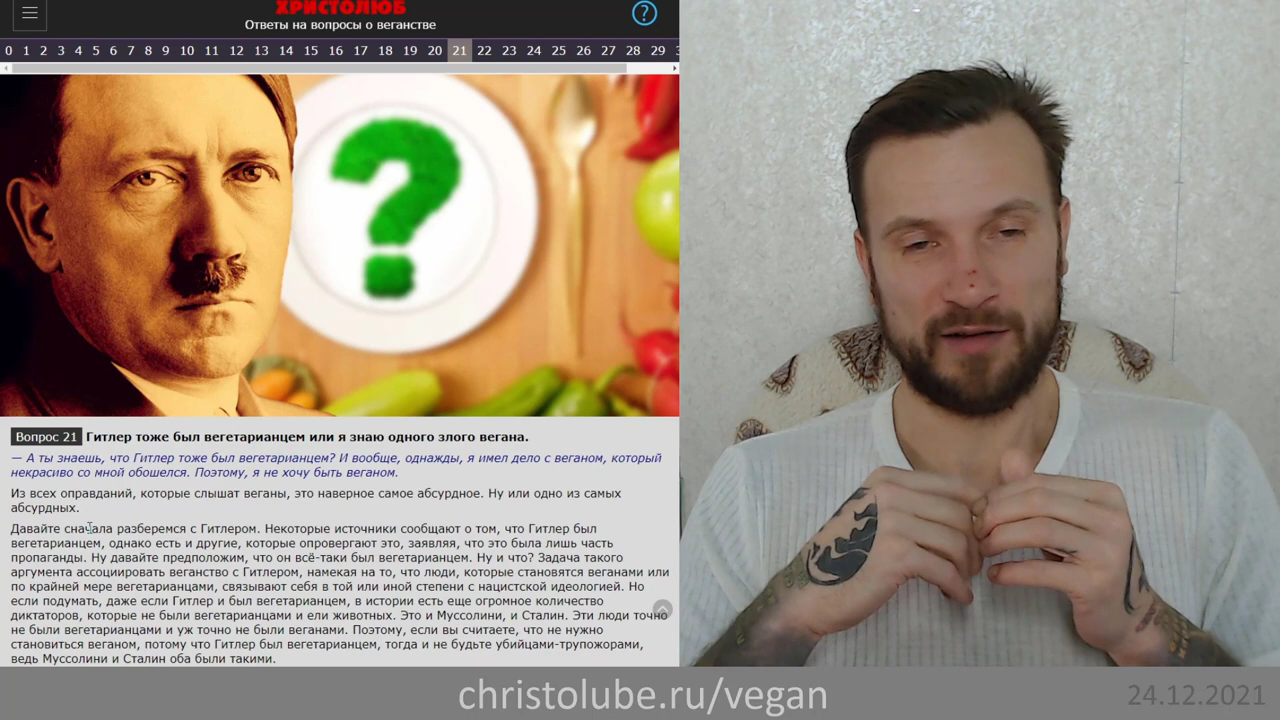 ХРИСТОЛЮБ
Ответы на вопросы о веганстве
0 1 2 3 4 5 6 7 8 9 10 11 12 13 14 15 16 17 18 19 20 21 22 23 24 25 26 27 28 29
Вопрос 21 Гитлер тоже был вегетарианцем или я знаю одного злого вегана.
— А ты знаешь, что Гитлер тоже был вегетарианцем? И вообще, однажды, я имел дело с веганом, который
некрасиво со мной обошелся. Поэтому, я не хочу быть веганом.
Из всех оправданий, которые слышат веганы, это наверное самое абсурдное. Ну или одно из самых
абсурдных.
Давайте сначала разберемся с Гитлером. Некоторые источники сообщают о том, что Гитлер был
вегетарианцем, однако есть и другие, которые опровергают это, заявляя, что это была лишь часть
пропаганды. Ну давайте предположим, что он всё-таки был вегетарианцем. Ну и что? Задача такого
аргумента ассоциировать веганство с Гитлером, намекая на то, что люди, которые становятся веганами или
по крайней мере вегетарианцами, связывают себя в той или иной степени с нацистской идеологией. Но
если подумать, даже если Гитлер и был вегетарианцем, в истории есть еще огромное количество
диктаторов, которые не были вегетарианцами и ели животных. Это и Муссолини, и Сталин. Эти люди точно
не были вегетарианцами и уж точно не были веганами. Поэтому, если вы считаете, что не нужно
становиться веганом, потому что Гитлер был вегетарианцем, тогда и не будьте убийцами-трупожорами,
ведь Муссолини и Сталин оба были такими.
christolube.ru/vegan
24.12.2021